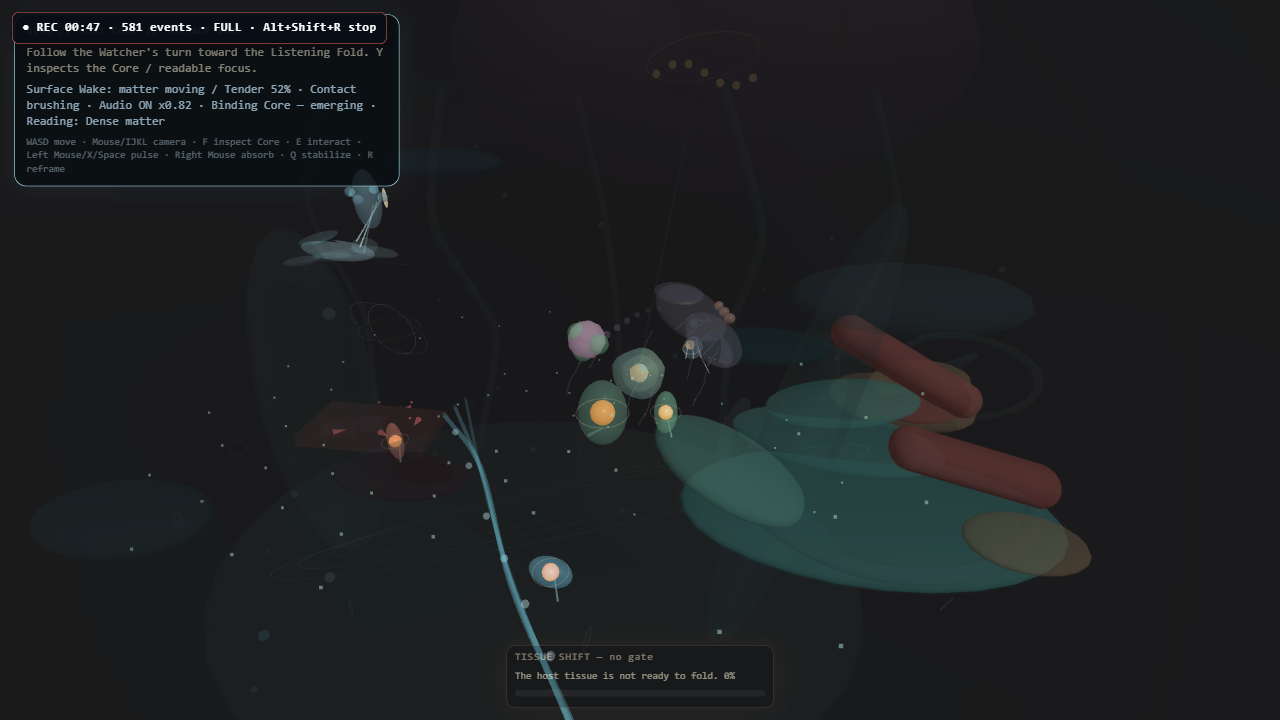 ● REC 00:47 · 581 events · FULL · Alt+Shift+R stop
Follow the Watcher's turn toward the Listening Fold. Y
inspects the Core / readable focus.
Surface Wake: matter moving / Tender 52% · Contact
brushing · Audio ON x0.82 · Binding Core — emerging ·
Reading: Dense matter
WASD move · Mouse/IJKL camera · F inspect Core · E interact ·
Left Mouse/X/Space pulse · Right Mouse absorb · Q stabilize · R
reframe
TISSUE SHIFT — no gate
The host tissue is not ready to fold. 0%